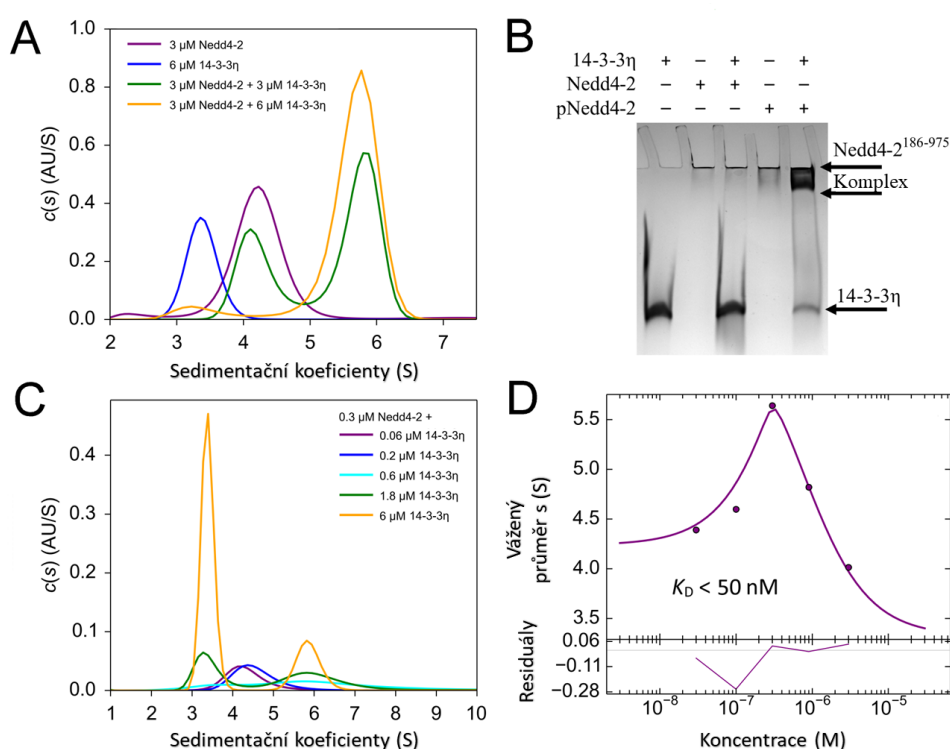 A
1.0
0.8
0.6
0.4
0.2
0.0
c(s) (AU/S)
3 µM Nedd4-2
6 µM 14-3-3η
3 µM Nedd4-2 + 3 µM 14-3-3η
3 µM Nedd4-2 + 6 µM 14-3-3η
2 3 4 5 6 7
Sedimentační koeficienty (S)
B
14-3-3η + − + − +
Nedd4-2 − + + − −
pNedd4-2 − − − + +
Nedd4-2¹⁸⁶⁻⁹⁷⁵
Komplex
14-3-3η
C
0.4
0.3
0.2
0.1
0.0
c(s) (AU/S)
0.3 µM Nedd4-2 +
0.06 µM 14-3-3η
0.2 µM 14-3-3η
0.6 µM 14-3-3η
1.8 µM 14-3-3η
6 µM 14-3-3η
1 2 3 4 5 6 7 8 9 10
Sedimentační koeficienty (S)
D
5.5
5.0
4.5
4.0
3.5
Vážený
průměr s (S)
K_D < 50 nM
Residuály
0.06
−0.11
−0.28
10⁻⁸ 10⁻⁷ 10⁻⁶ 10⁻⁵
Koncentrace (M)